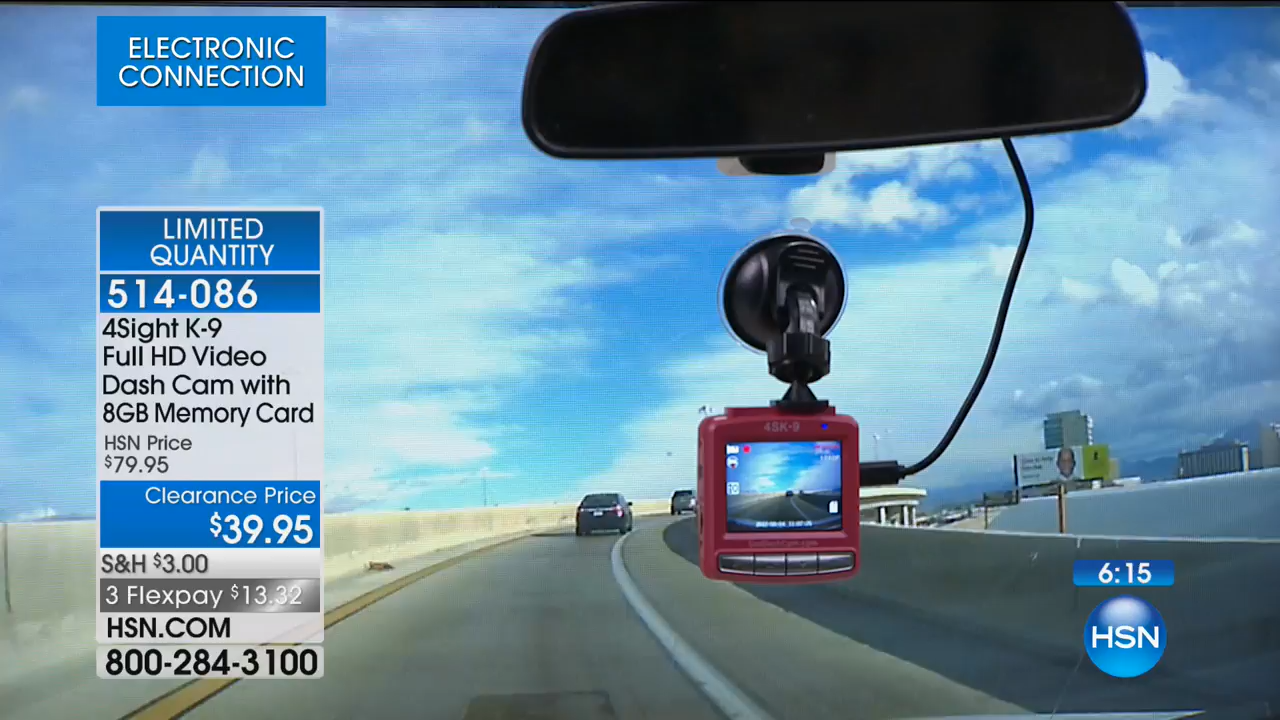 ELECTRONIC
CONNECTION
LIMITED
QUANTITY
514-086
4Sight K-9
Full HD Video
Dash Cam with
8GB Memory Card
HSN Price
$79.95
Clearance Price
$39.95
S&H $3.00
3 Flexpay $13.32
HSN.COM
800-284-3100
4SK-9
6:15
HSN